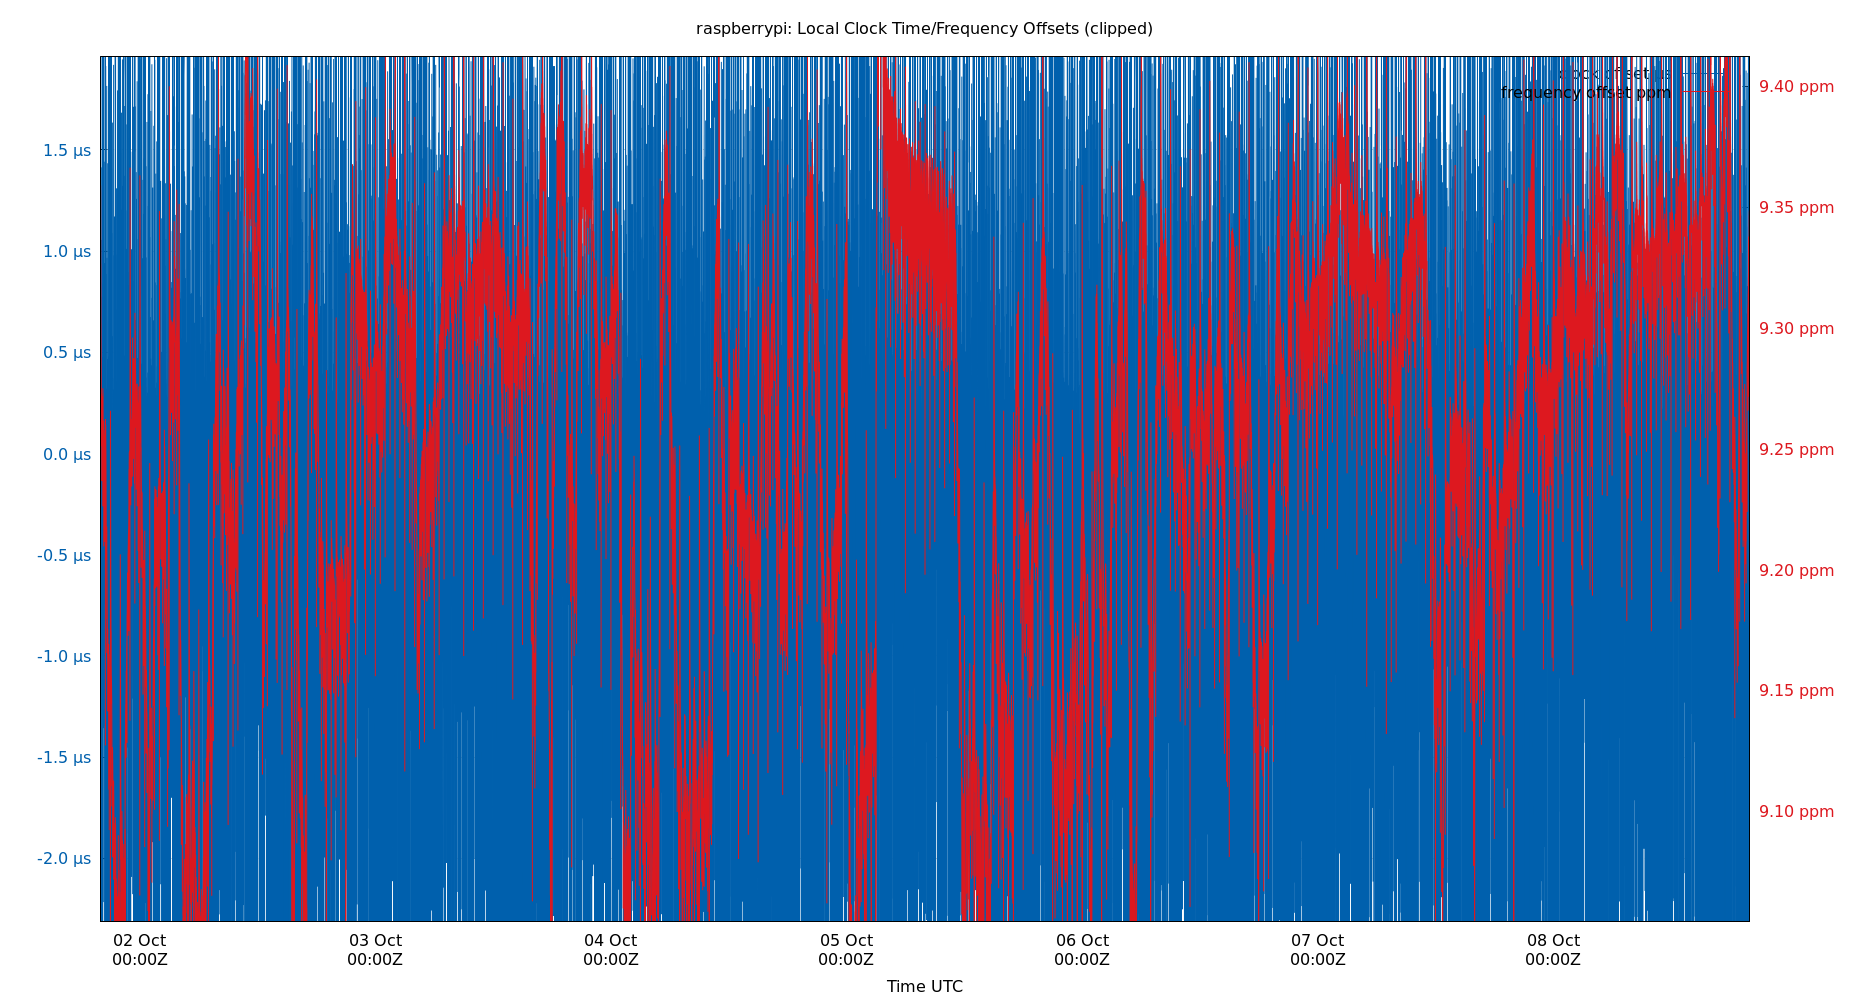 raspberrypi: Local Clock Time/Frequency Offsets (clipped)
clock offset µs
frequency offset ppm
1.5 µs
1.0 µs
0.5 µs
0.0 µs
-0.5 µs
-1.0 µs
-1.5 µs
-2.0 µs
9.40 ppm
9.35 ppm
9.30 ppm
9.25 ppm
9.20 ppm
9.15 ppm
9.10 ppm
02 Oct 03 Oct 04 Oct 05 Oct 06 Oct 07 Oct 08 Oct
00:00Z 00:00Z 00:00Z 00:00Z 00:00Z 00:00Z 00:00Z
Time UTC